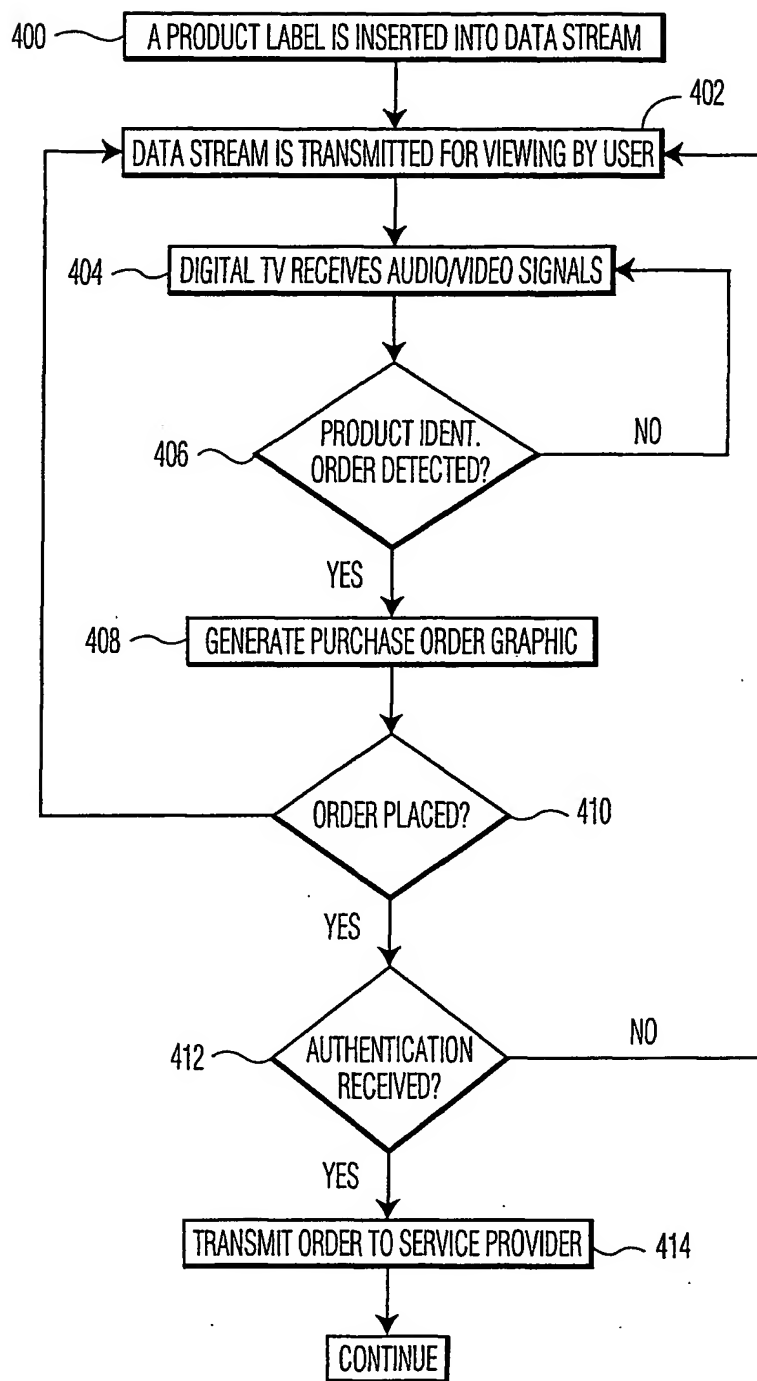 400
A PRODUCT LABEL IS INSERTED INTO DATA STREAM
402
DATA STREAM IS TRANSMITTED FOR VIEWING BY USER
404
DIGITAL TV RECEIVES AUDIO/VIDEO SIGNALS
406
PRODUCT IDENT.
ORDER DETECTED?
NO
YES
408
GENERATE PURCHASE ORDER GRAPHIC
ORDER PLACED?
410
YES
412
AUTHENTICATION
RECEIVED?
NO
YES
TRANSMIT ORDER TO SERVICE PROVIDER
414
CONTINUE